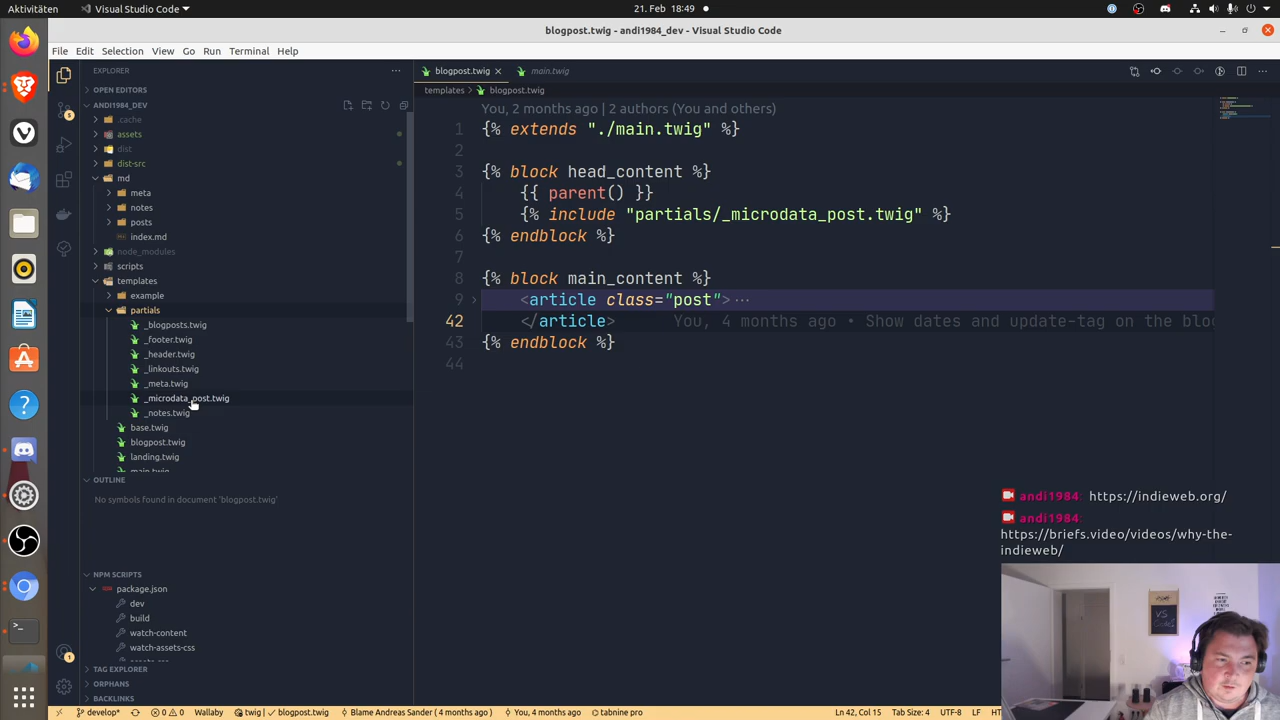 Aktivitäten
Visual Studio Code
21. Feb 18:49
blogpost.twig - andi1984_dev - Visual Studio Code
File Edit Selection View Go Run Terminal Help
EXPLORER
OPEN EDITORS
ANDI1984_DEV
.cache
assets
dist
dist-src
md
meta
notes
posts
index.md
node_modules
scripts
templates
example
partials
_blogposts.twig
_footer.twig
_header.twig
_linkouts.twig
_meta.twig
_microdata_post.twig
_notes.twig
base.twig
blogpost.twig
landing.twig
main.twig
OUTLINE
No symbols found in document 'blogpost.twig'
NPM SCRIPTS
package.json
dev
build
watch-content
watch-assets-css
TAG EXPLORER
ORPHANS
BACKLINKS
blogpost.twig
main.twig
templates > blogpost.twig
You, 2 months ago | 2 authors (You and others)
1 {% extends "./main.twig" %}
2
3 {% block head_content %}
4 {{ parent() }}
5 {% include "partials/_microdata_post.twig" %}
6 {% endblock %}
7
8 {% block main_content %}
9 <article class="post">···
42 </article> You, 4 months ago • Show dates and update-tag on the blog
43 {% endblock %}
44
andi1984: https://indieweb.org/
andi1984:
https://briefs.video/videos/why-the-
indieweb/
develop* 0 0 Wallaby twig | blogpost.twig Blame Andreas Sander ( 4 months ago ) You, 4 months ago tabnine pro Ln 42, Col 15 Tab Size: 4 UTF-8 LF